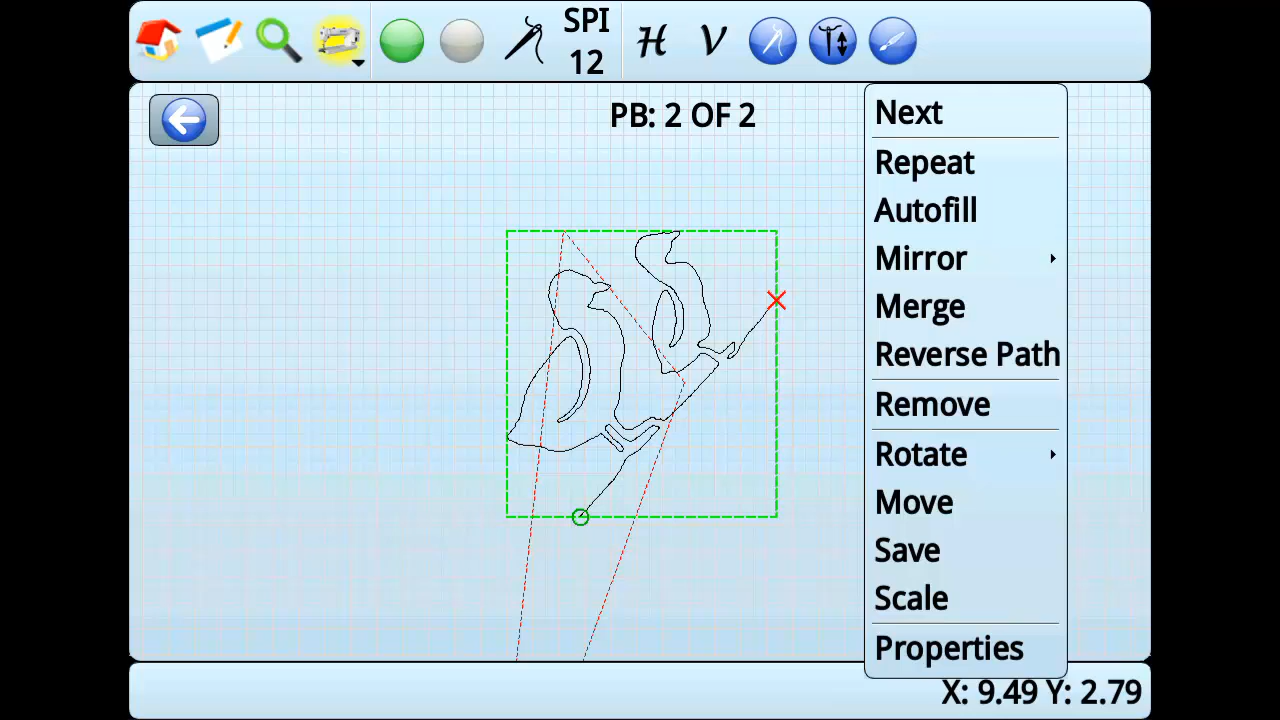 SPI
12
H
V
PB: 2 OF 2
Next
Repeat
Autofill
Mirror
Merge
Reverse Path
Remove
Rotate
Move
Save
Scale
Properties
X: 9.49 Y: 2.79